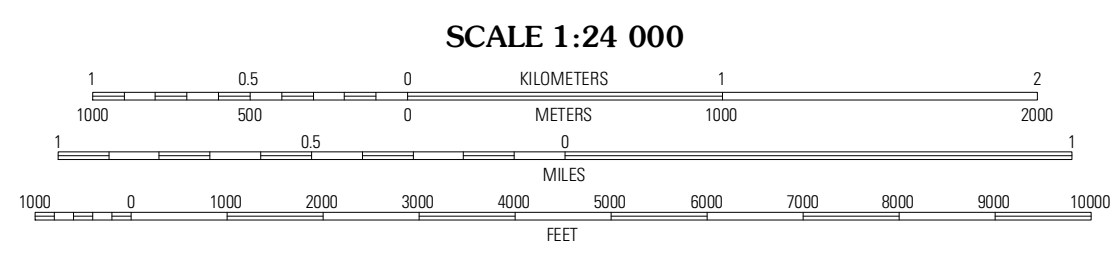 SCALE 1:24 000
1 0.5 0 KILOMETERS 1 2
1000 500 0 METERS 1000 2000
1 0.5 0 1
MILES
1000 0 1000 2000 3000 4000 5000 6000 7000 8000 9000 10000
FEET